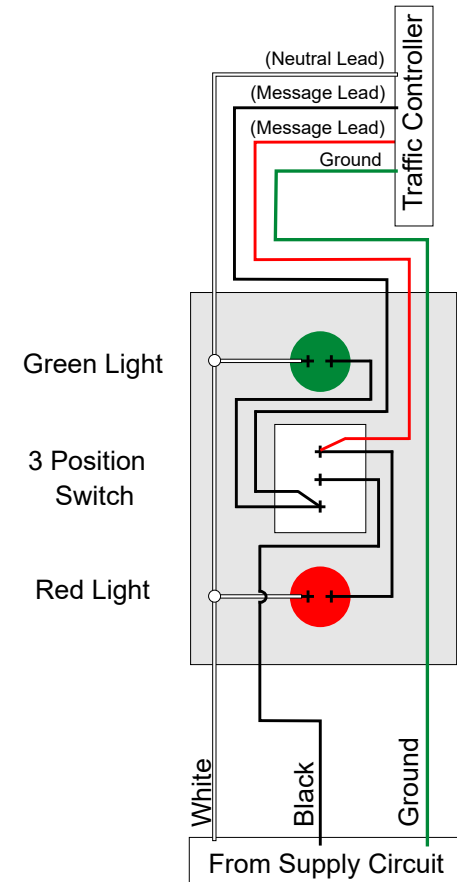 (Neutral Lead)
(Message Lead)
(Message Lead)
Ground
Traffic Controller
Green Light
3 Position
Switch
Red Light
White
Black
Ground
From Supply Circuit